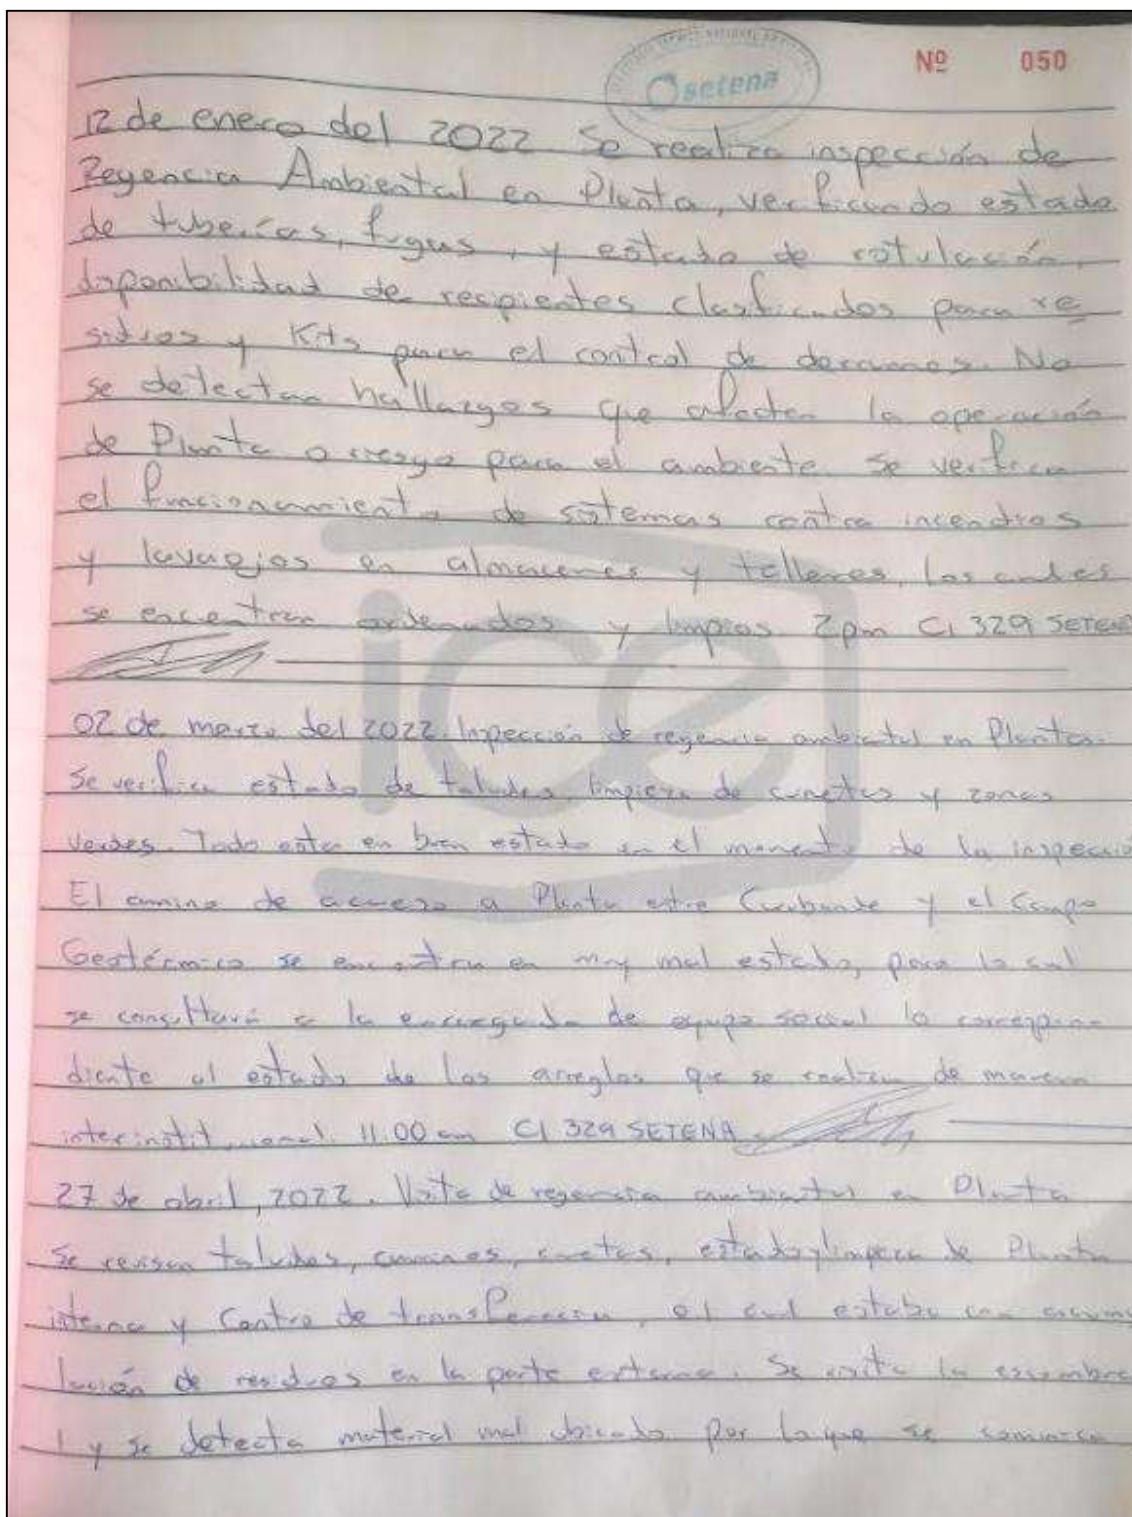 setena
Nº 050
12 de enero del 2022 Se realiza inspección de
Regencia Ambiental en Planta, verificando estado
de tuberías, fugas, y estado de rotulación,
disponibilidad de recipientes clasificados para re
siduos y Kits para el control de derrames. No
se detectan hallazgos que afecten la operación
de Planta o riesgo para el ambiente. Se verifica
el funcionamiento de sistemas contra incendios
y lavaojos en almacenes y talleres, los cuales
se encentran ordenados y limpios 2pm CI 329 SETENA
ice
02 de marzo del 2022. Inpección de regencia ambiental en Planta.
Se verifica estado de taludes, limpieza de cunetas y zonas
verdes. Todo esta en buen estado en el momento de la inspección
El camino de acceso a Planta entre Curubande y el Campo
Geotérmico se encuentra en muy mal estado, para lo cual
se consultará a la encargada de equipo social lo correspon-
diente al estado de los arreglos que se realizan de manera
interinstitucional. 11:00 am CI 329 SETENA
27 de abril, 2022. Visita de regencia ambiental en Planta
Se revisan taludes, caminos, cunetas, estado y limpieza de Planta
interna y Centro de transferencia, el cual estaba con acumu
lación de residuos en la parte externa. Se visita la escombrera
1 y se detecta material mal ubicado por lo que se comunica